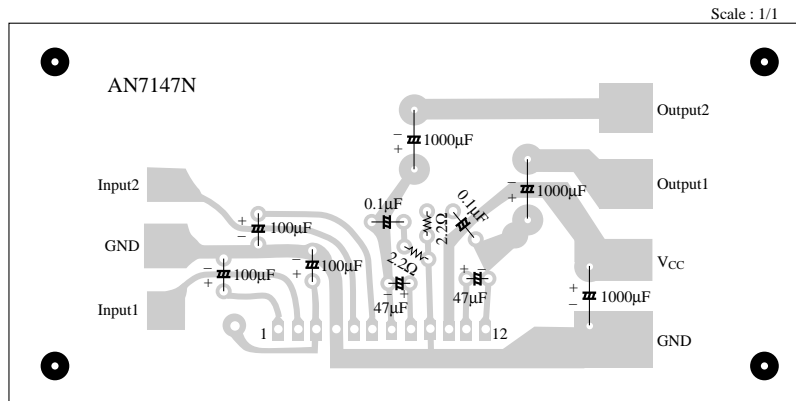 Scale : 1/1
AN7147N
Output2
−
+
1000μF
Input2
Output1
−
+
1000μF
0.1μF
0.1μF
2.2Ω
+
−
100μF
GND
2.2Ω
VCC
−
+
100μF
−
+
100μF
− +
47μF
+ −
47μF
+
−
1000μF
Input1
1
12
GND